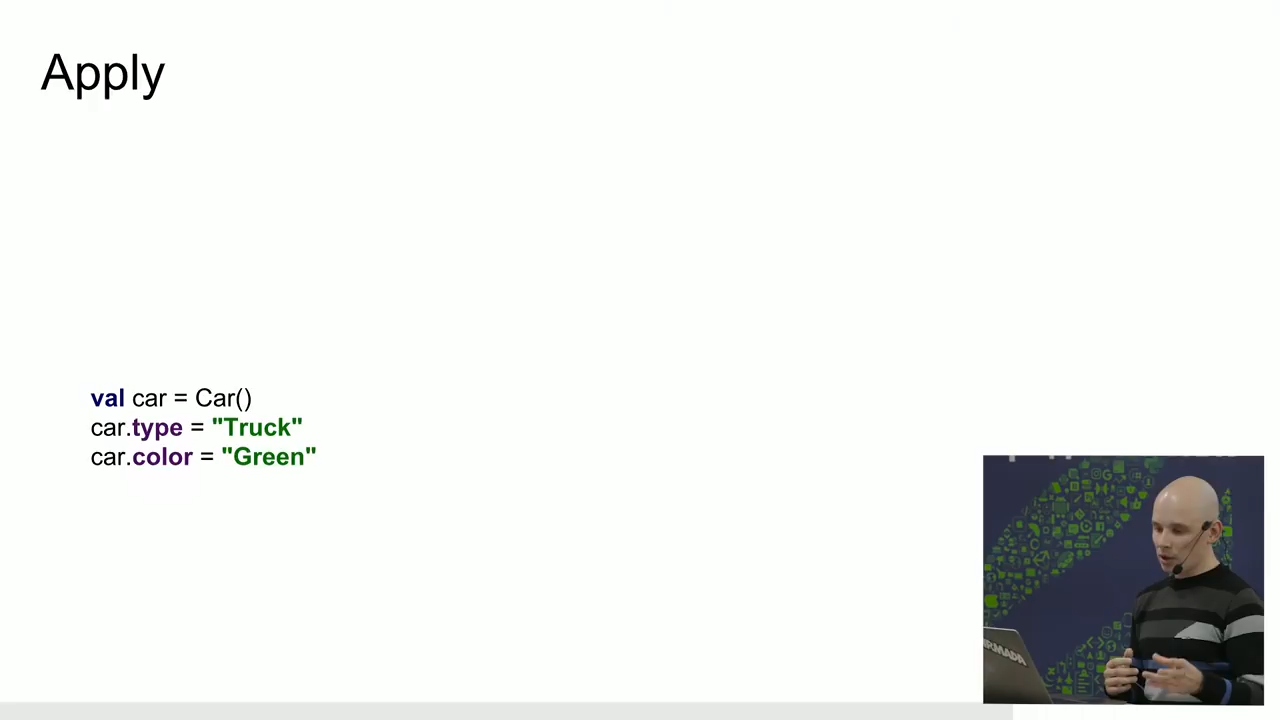 Apply
val car = Car()
car.type = "Truck"
car.color = "Green"